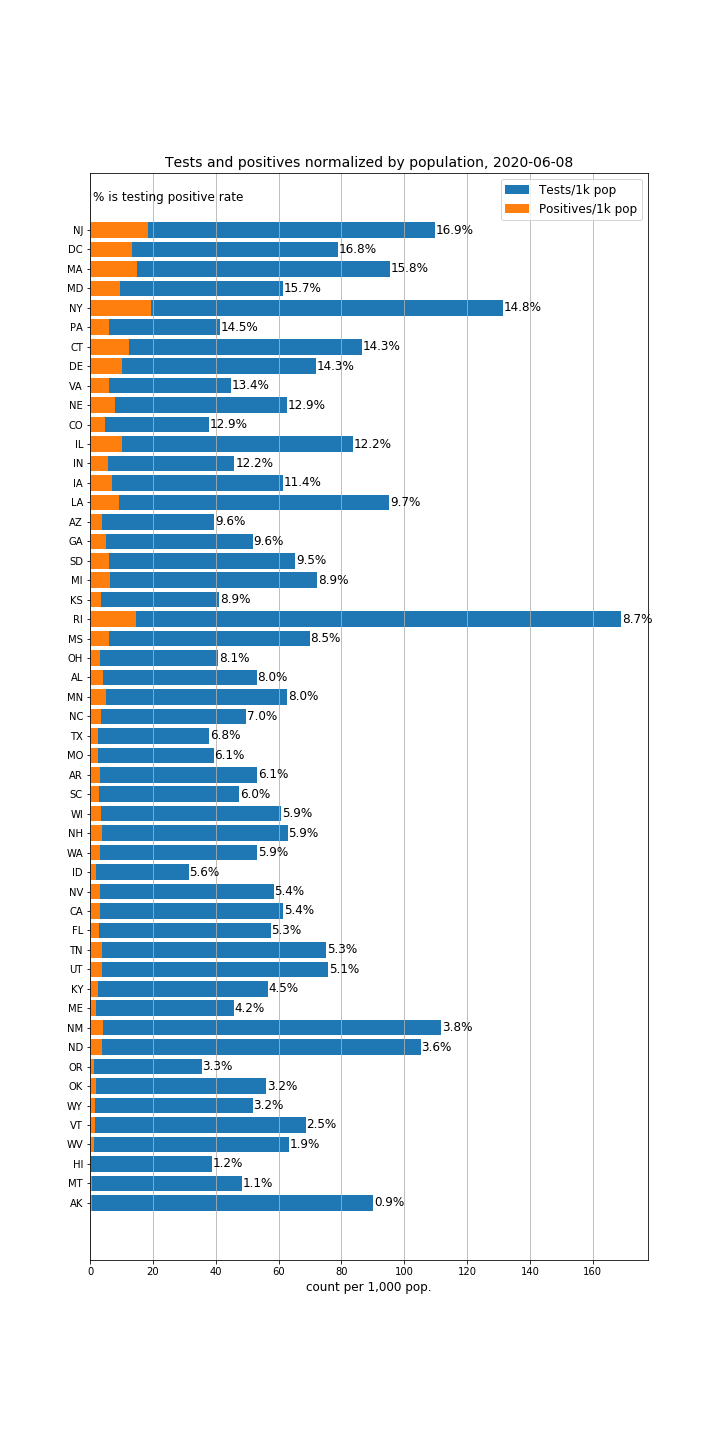 Tests and positives normalized by population, 2020-06-08
% is testing positive rate
Tests/1k pop
Positives/1k pop
NJ 16.9%
DC 16.8%
MA 15.8%
MD 15.7%
NY 14.8%
PA 14.5%
CT 14.3%
DE 14.3%
VA 13.4%
NE 12.9%
CO 12.9%
IL 12.2%
IN 12.2%
IA 11.4%
LA 9.7%
AZ 9.6%
GA 9.6%
SD 9.5%
MI 8.9%
KS 8.9%
RI 8.7%
MS 8.5%
OH 8.1%
AL 8.0%
MN 8.0%
NC 7.0%
TX 6.8%
MO 6.1%
AR 6.1%
SC 6.0%
WI 5.9%
NH 5.9%
WA 5.9%
ID 5.6%
NV 5.4%
CA 5.4%
FL 5.3%
TN 5.3%
UT 5.1%
KY 4.5%
ME 4.2%
NM 3.8%
ND 3.6%
OR 3.3%
OK 3.2%
WY 3.2%
VT 2.5%
WV 1.9%
HI 1.2%
MT 1.1%
AK 0.9%
0 20 40 60 80 100 120 140 160
count per 1,000 pop.